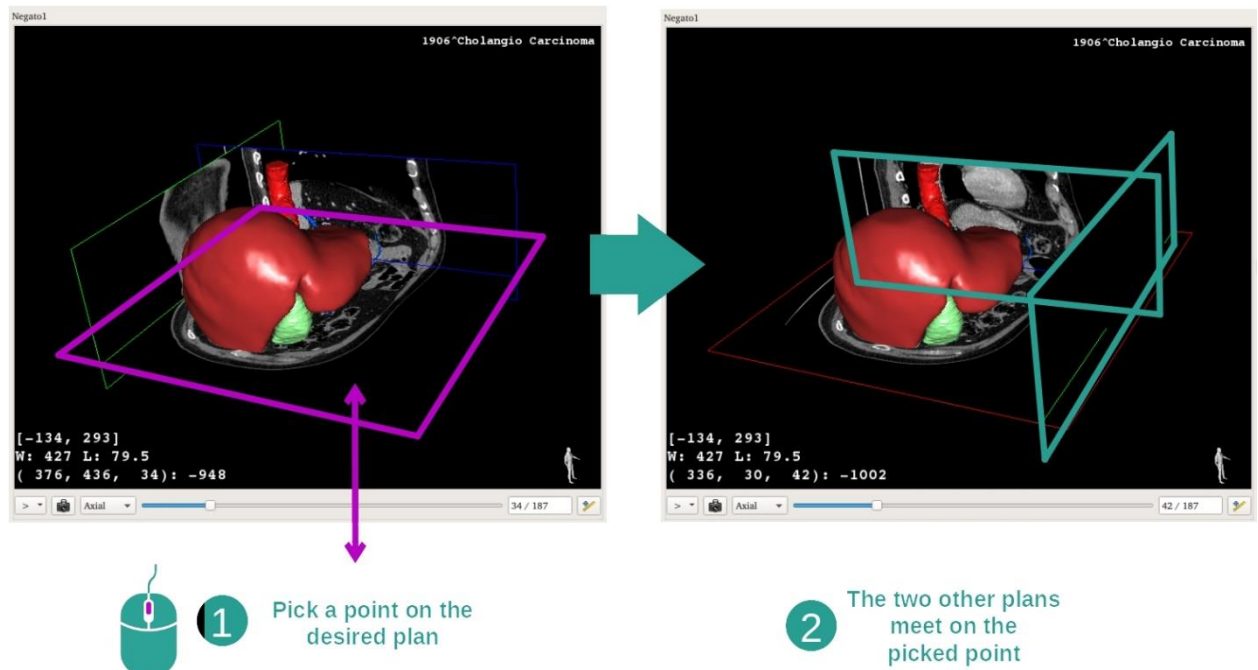 Negato1
1906^Cholangio Carcinoma
[-134, 293]
W: 427 L: 79.5
( 376, 436,  34): -948
> Axial 34 / 187
Negato1
1906^Cholangio Carcinoma
[-134, 293]
W: 427 L: 79.5
( 336,  30,  42): -1002
> Axial 42 / 187
1
Pick a point on the
desired plan
2
The two other plans
meet on the
picked point